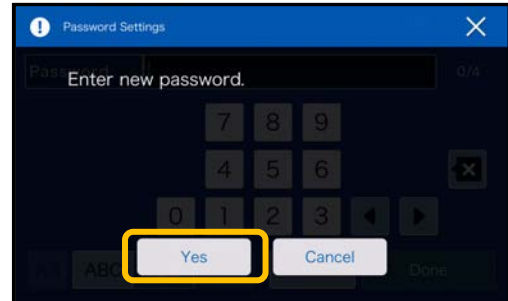 Password Settings
Password 0/4
Enter new password.
7 8 9
4 5 6
0 1 2 3
Yes Cancel
ABC Done